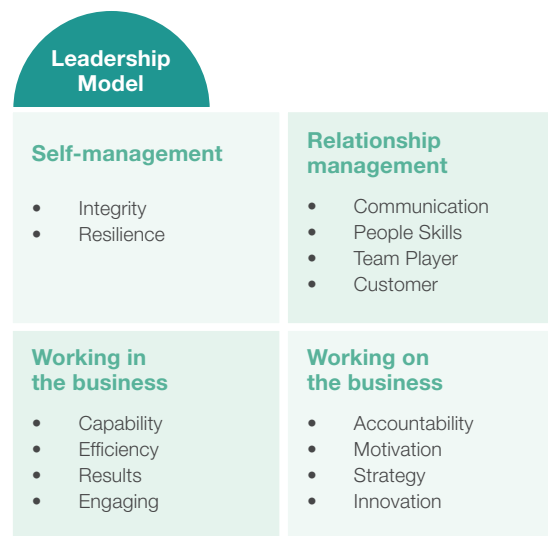 Leadership
Model
Self-management
• Integrity
• Resilience
Relationship
management
• Communication
• People Skills
• Team Player
• Customer
Working in
the business
• Capability
• Efficiency
• Results
• Engaging
Working on
the business
• Accountability
• Motivation
• Strategy
• Innovation